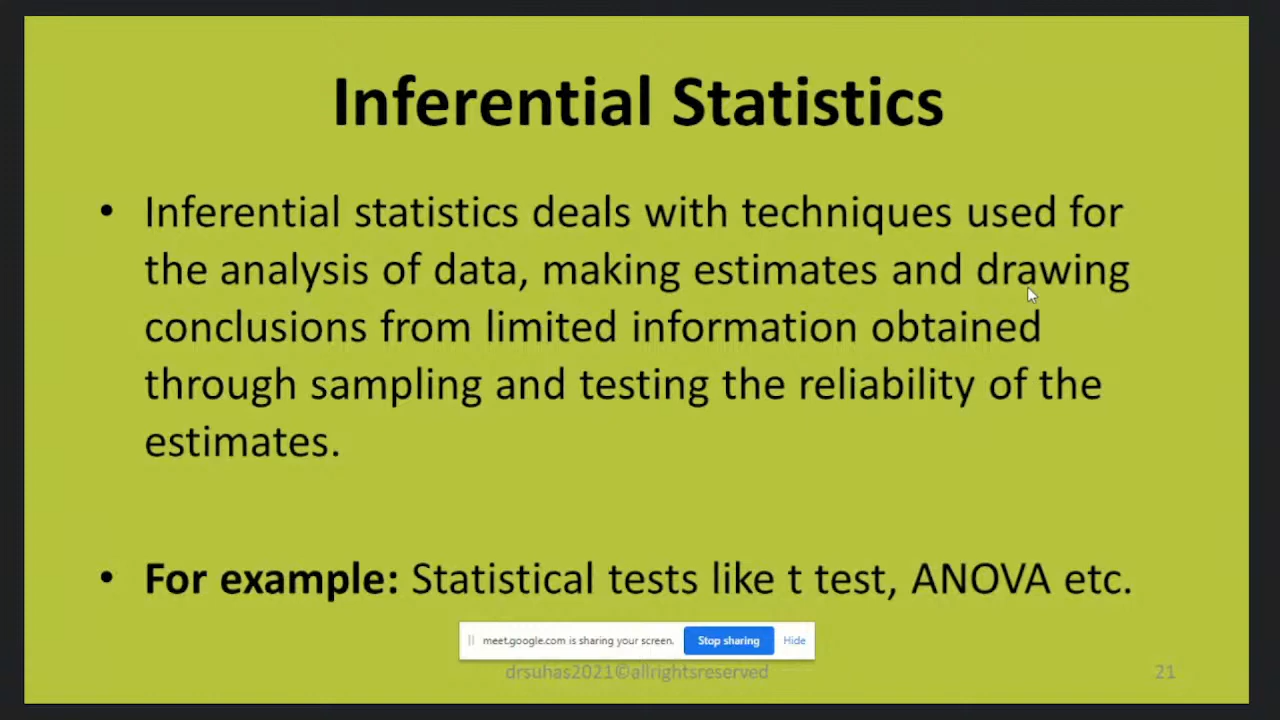 Inferential Statistics
• Inferential statistics deals with techniques used for
the analysis of data, making estimates and drawing
conclusions from limited information obtained
through sampling and testing the reliability of the
estimates.
• For example: Statistical tests like t test, ANOVA etc.
meet.google.com is sharing your screen. Stop sharing Hide
drsuhas2021©allrightsreserved 21